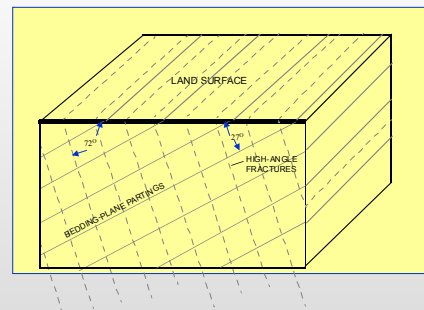 LAND SURFACE
72°
27°
HIGH-ANGLE
FRACTURES
BEDDING-PLANE PARTINGS